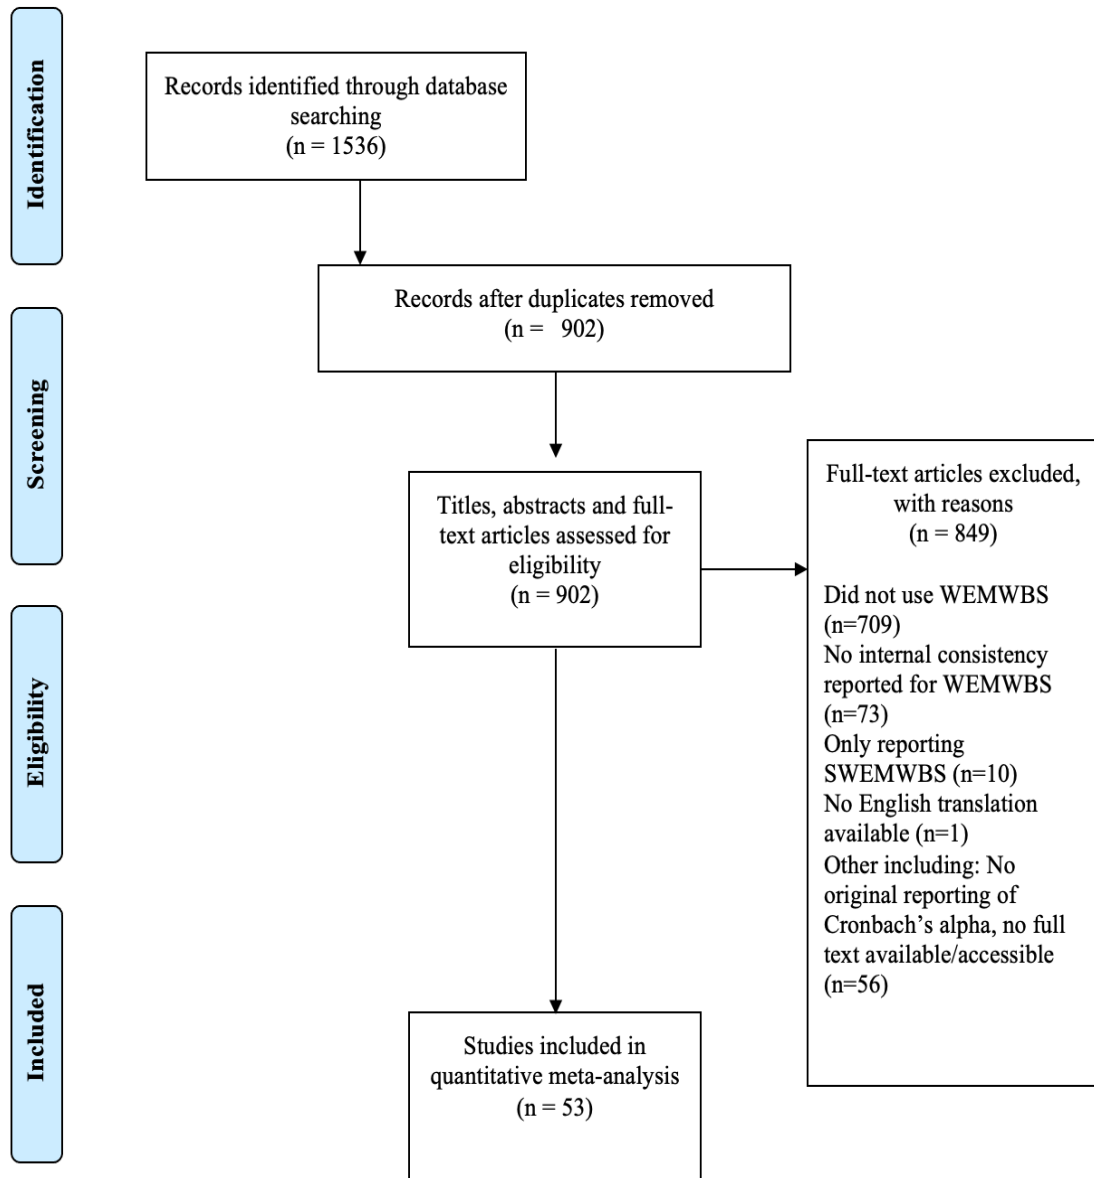 Identification
Records identified through database
searching
(n = 1536)
Records after duplicates removed
(n = 902)
Screening
Titles, abstracts and full-
text articles assessed for
eligibility
(n = 902)
Full-text articles excluded,
with reasons
(n = 849)
Did not use WEMWBS
(n=709)
No internal consistency
reported for WEMWBS
(n=73)
Only reporting
SWEMWBS (n=10)
No English translation
available (n=1)
Other including: No
original reporting of
Cronbach’s alpha, no full
text available/accessible
(n=56)
Eligibility
Included
Studies included in
quantitative meta-analysis
(n = 53)